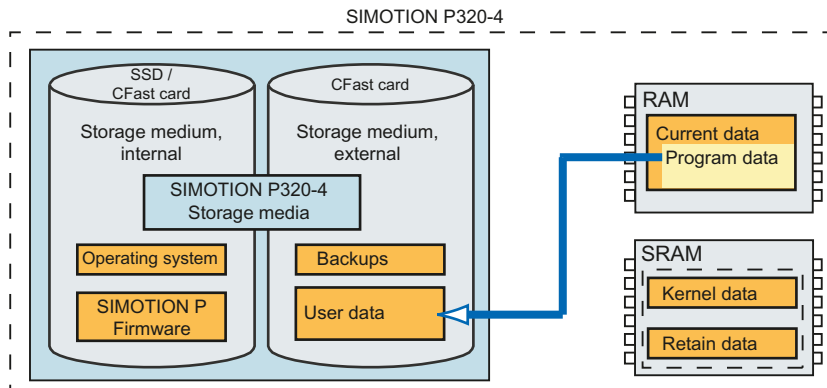 SIMOTION P320-4
SSD /
CFast card
CFast card
Storage medium,
internal
Storage medium,
external
SIMOTION P320-4
Storage media
Operating system
Backups
SIMOTION P
Firmware
User data
RAM
Current data
Program data
SRAM
Kernel data
Retain data